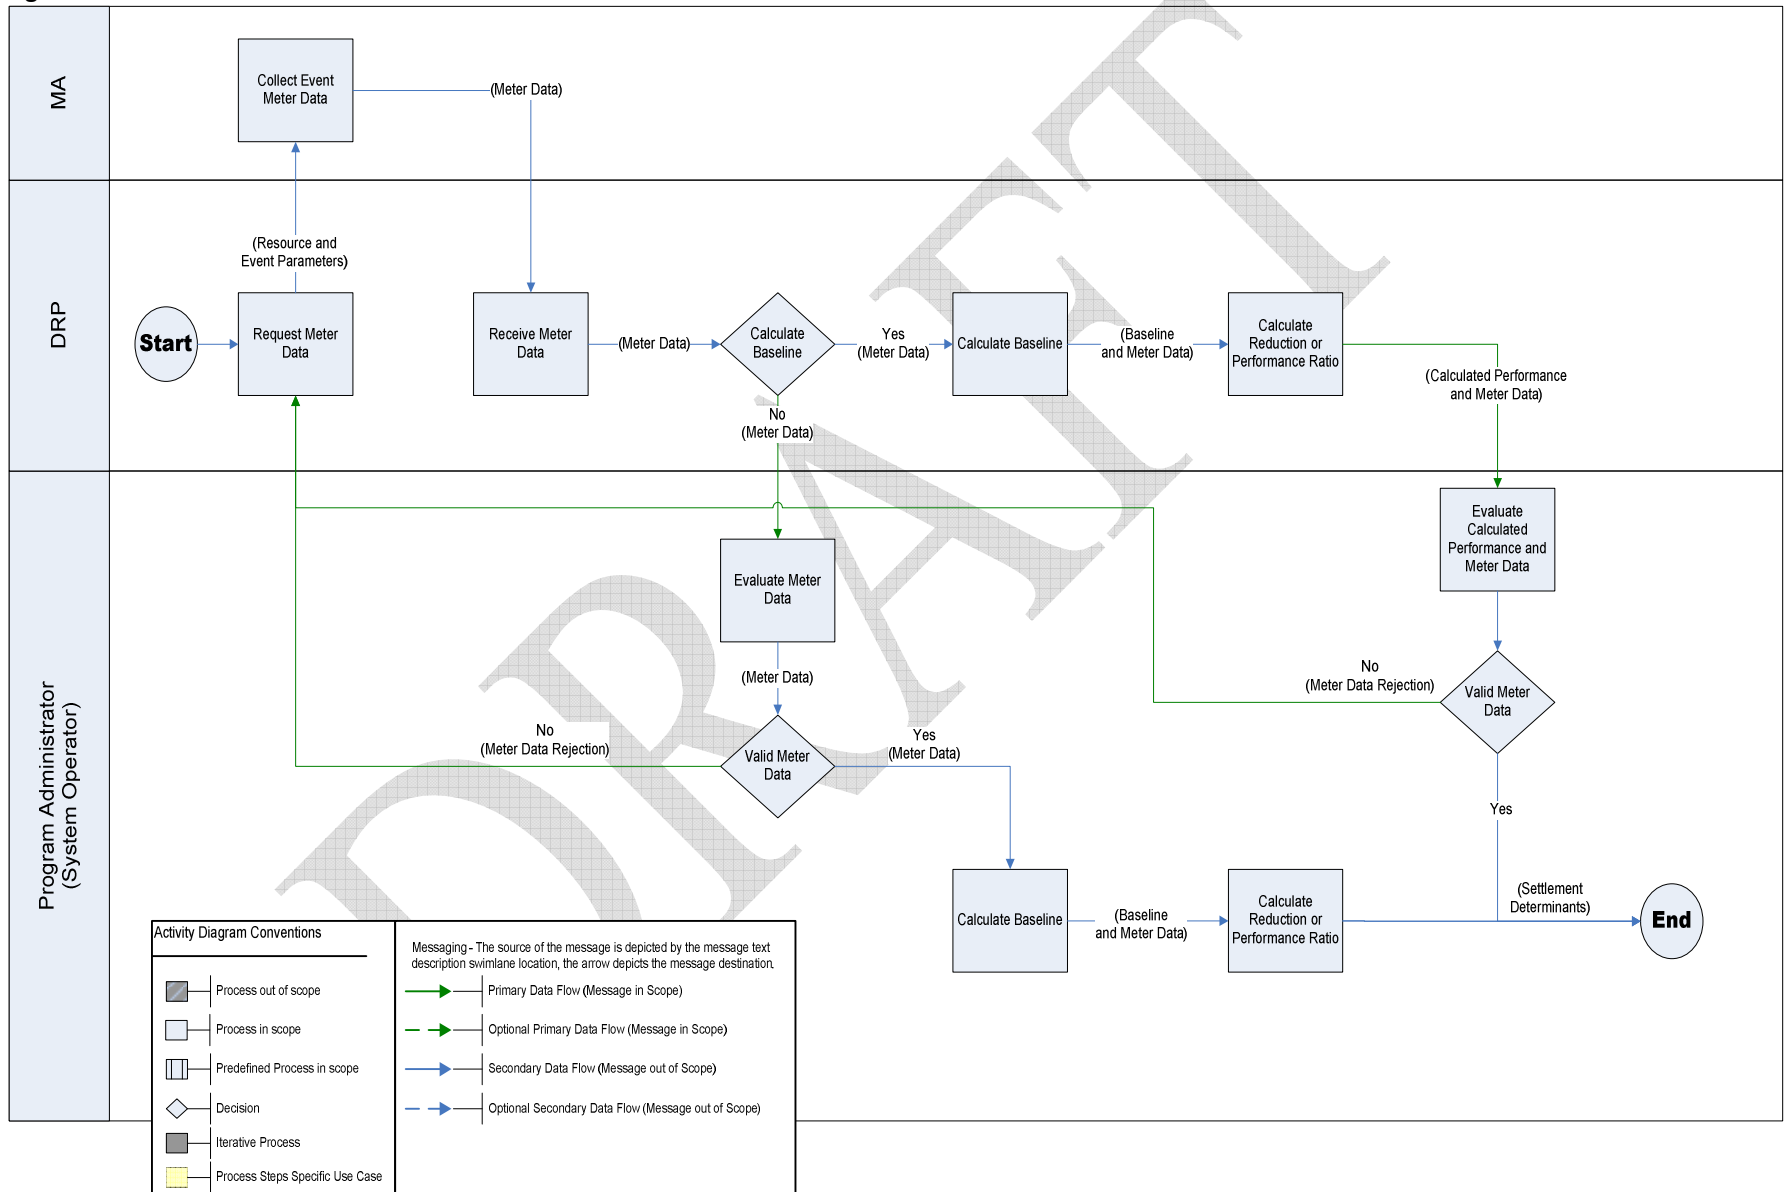 MA
Collect Event
Meter Data
(Meter Data)
DRP
(Resource and
Event Parameters)
Start
Request Meter
Data
Receive Meter
Data
(Meter Data)
Calculate
Baseline
Yes
(Meter Data)
Calculate Baseline
(Baseline
and Meter Data)
Calculate
Reduction or
Performance Ratio
(Calculated Performance
and Meter Data)
No
(Meter Data)
Program Administrator
(System Operator)
Evaluate
Calculated
Performance and
Meter Data
Evaluate Meter
Data
(Meter Data)
No
(Meter Data Rejection)
Valid Meter
Data
No
(Meter Data Rejection)
Valid Meter
Data
Yes
(Meter Data)
Yes
Calculate Baseline
(Baseline
and Meter Data)
Calculate
Reduction or
Performance Ratio
(Settlement
Determinants)
End
DRAFT
Activity Diagram Conventions
Process out of scope
Process in scope
Predefined Process in scope
Decision
Iterative Process
Process Steps Specific Use Case
Messaging - The source of the message is depicted by the message text
description swimlane location, the arrow depicts the message destination.
Primary Data Flow (Message in Scope)
Optional Primary Data Flow (Message in Scope)
Secondary Data Flow (Message out of Scope)
Optional Secondary Data Flow (Message out of Scope)